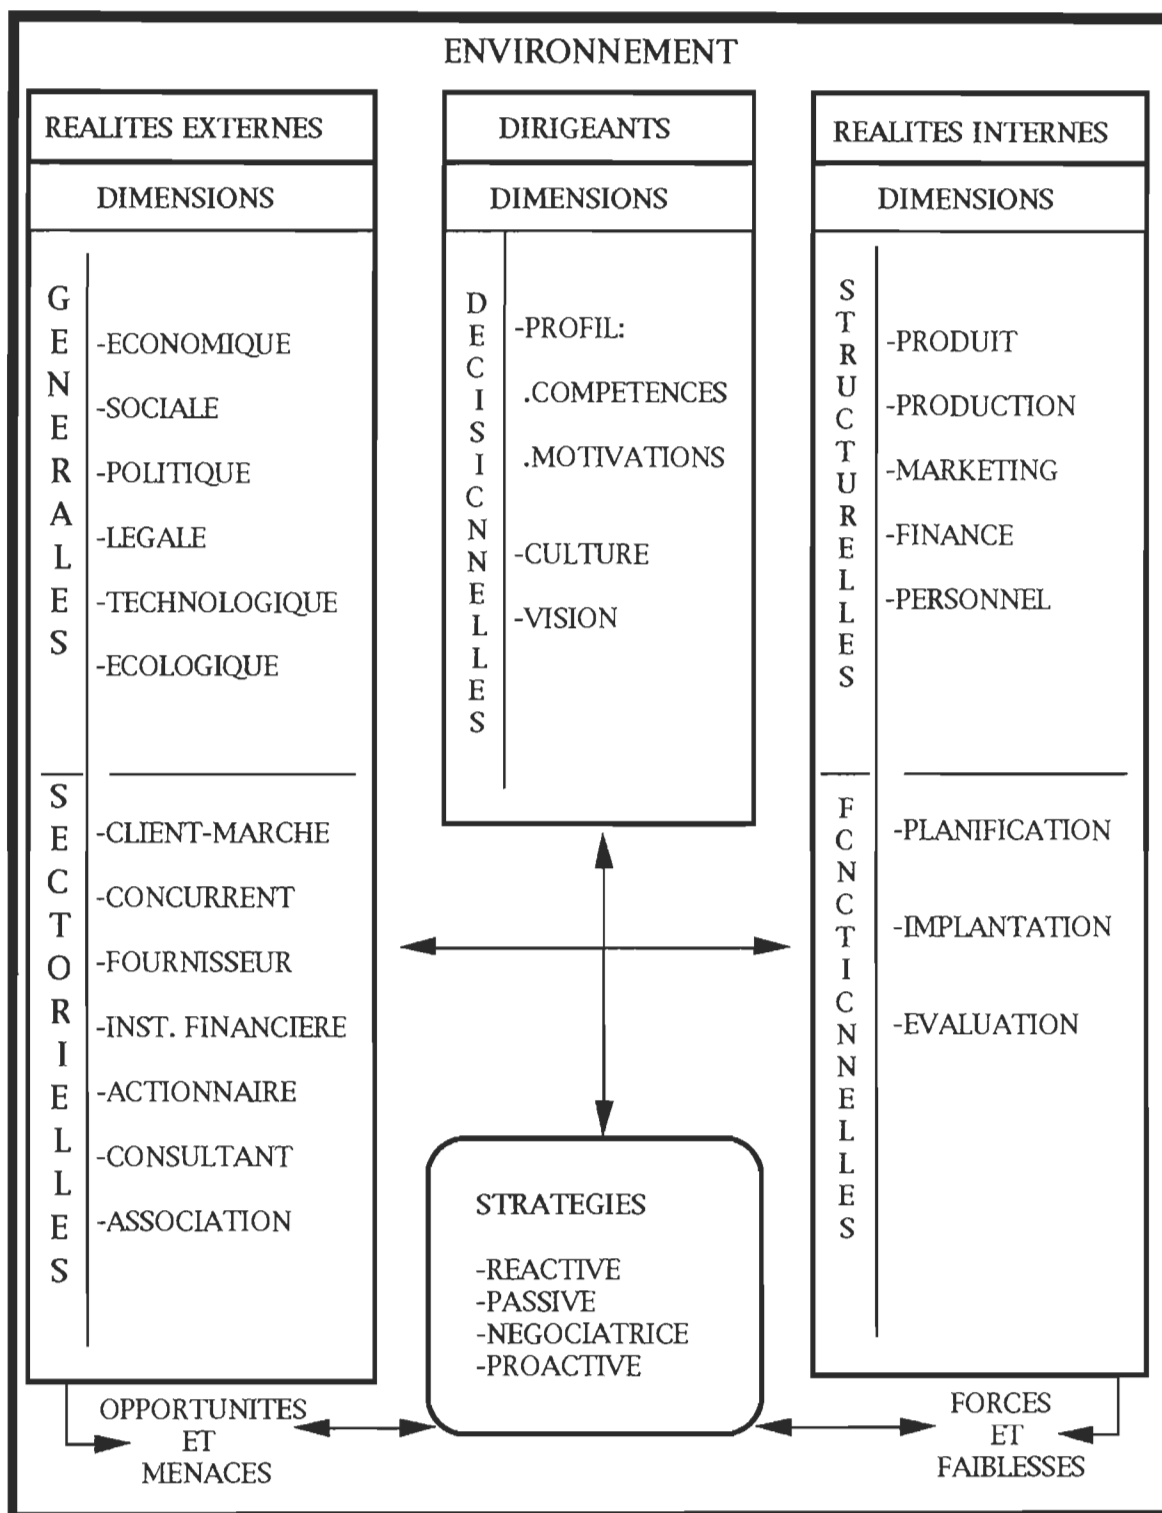 ENVIRONNEMENT
REALITES EXTERNES
DIMENSIONS
GENERALES
-ECONOMIQUE
-SOCIALE
-POLITIQUE
-LEGALE
-TECHNOLOGIQUE
-ECOLOGIQUE
SECTORIELLES
-CLIENT-MARCHE
-CONCURRENT
-FOURNISSEUR
-INST. FINANCIERE
-ACTIONNAIRE
-CONSULTANT
-ASSOCIATION
OPPORTUNITES
ET
MENACES
DIRIGEANTS
DIMENSIONS
DECISICNNELLES
-PROFIL:
.COMPETENCES
.MOTIVATIONS
-CULTURE
-VISION
STRATEGIES
-REACTIVE
-PASSIVE
-NEGOCIATRICE
-PROACTIVE
REALITES INTERNES
DIMENSIONS
STRUCTURELLES
-PRODUIT
-PRODUCTION
-MARKETING
-FINANCE
-PERSONNEL
FCNCTICNNELLES
-PLANIFICATION
-IMPLANTATION
-EVALUATION
FORCES
ET
FAIBLESSES